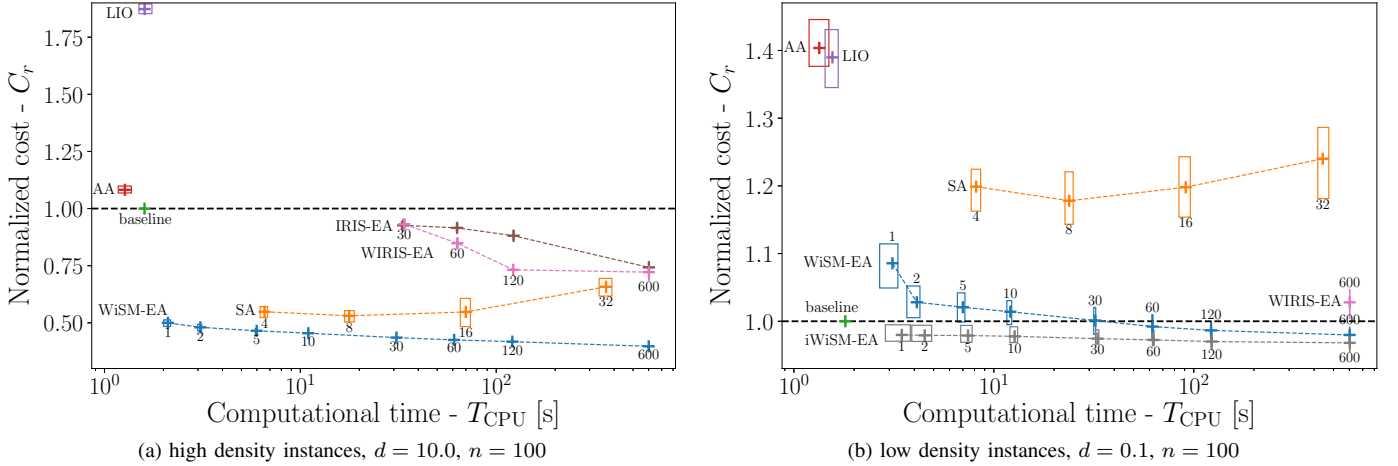 Normalized cost - C_r
1.75
1.50
1.25
1.00
0.75
0.50
LIO
AA
baseline
IRIS-EA
30
WIRIS-EA
60
120
600
WiSM-EA
1
2
5
10
30
60
120
600
SA
4
8
16
32
10^0
10^1
10^2
Computational time - T_CPU [s]
(a) high density instances, d = 10.0, n = 100
Normalized cost - C_r
1.4
1.3
1.2
1.1
1.0
AA
LIO
SA
4
8
16
32
WiSM-EA
1
2
5
10
30
60
120
600
baseline
WIRIS-EA
600
iWiSM-EA
1
2
5
10
30
60
120
600
10^0
10^1
10^2
Computational time - T_CPU [s]
(b) low density instances, d = 0.1, n = 100